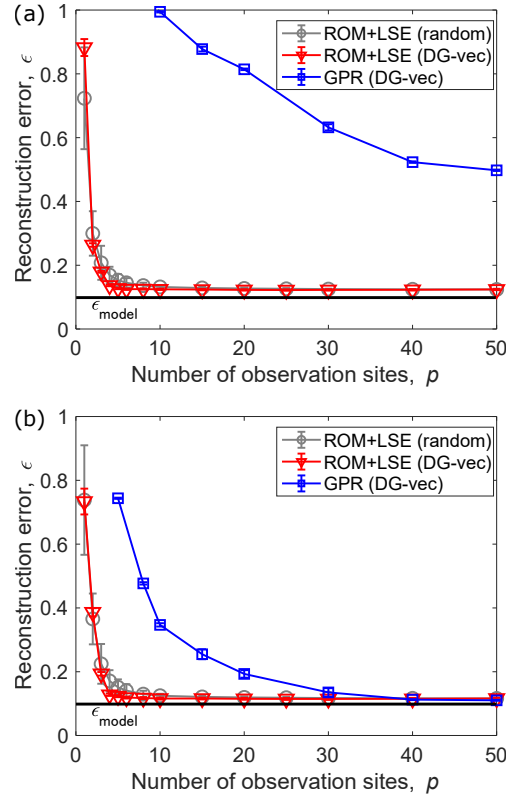 (a)
1
0.8
0.6
0.4
0.2
0
Reconstruction error, ϵ
ROM+LSE (random)
ROM+LSE (DG-vec)
GPR (DG-vec)
ϵmodel
0 10 20 30 40 50
Number of observation sites, p
(b)
1
0.8
0.6
0.4
0.2
0
Reconstruction error, ϵ
ROM+LSE (random)
ROM+LSE (DG-vec)
GPR (DG-vec)
ϵmodel
0 10 20 30 40 50
Number of observation sites, p